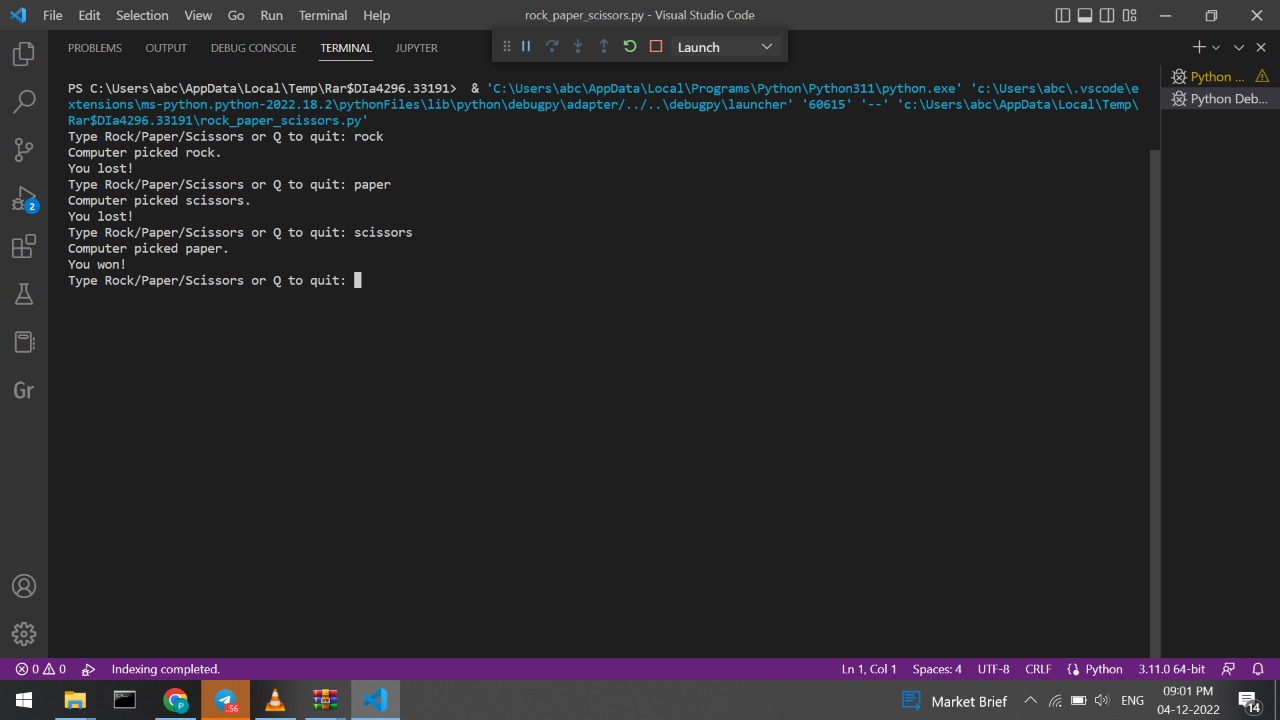 File Edit Selection View Go Run Terminal Help
rock_paper_scissors.py - Visual Studio Code
PROBLEMS OUTPUT DEBUG CONSOLE TERMINAL JUPYTER
Launch
PS C:\Users\abc\AppData\Local\Temp\Rar$DIa4296.33191>  & 'C:\Users\abc\AppData\Local\Programs\Python\Python311\python.exe' 'c:\Users\abc\.vscode\e
xtensions\ms-python.python-2022.18.2\pythonFiles\lib\python\debugpy\adapter/../..\debugpy\launcher' '60615' '--' 'c:\Users\abc\AppData\Local\Temp\
Rar$DIa4296.33191\rock_paper_scissors.py'
Type Rock/Paper/Scissors or Q to quit: rock
Computer picked rock.
You lost!
Type Rock/Paper/Scissors or Q to quit: paper
Computer picked scissors.
You lost!
Type Rock/Paper/Scissors or Q to quit: scissors
Computer picked paper.
You won!
Type Rock/Paper/Scissors or Q to quit:
Python ...
Python Deb...
2
Gr
0 0 Indexing completed.
Ln 1, Col 1 Spaces: 4 UTF-8 CRLF Python 3.11.0 64-bit
..56
Market Brief
ENG
09:01 PM
04-12-2022
14